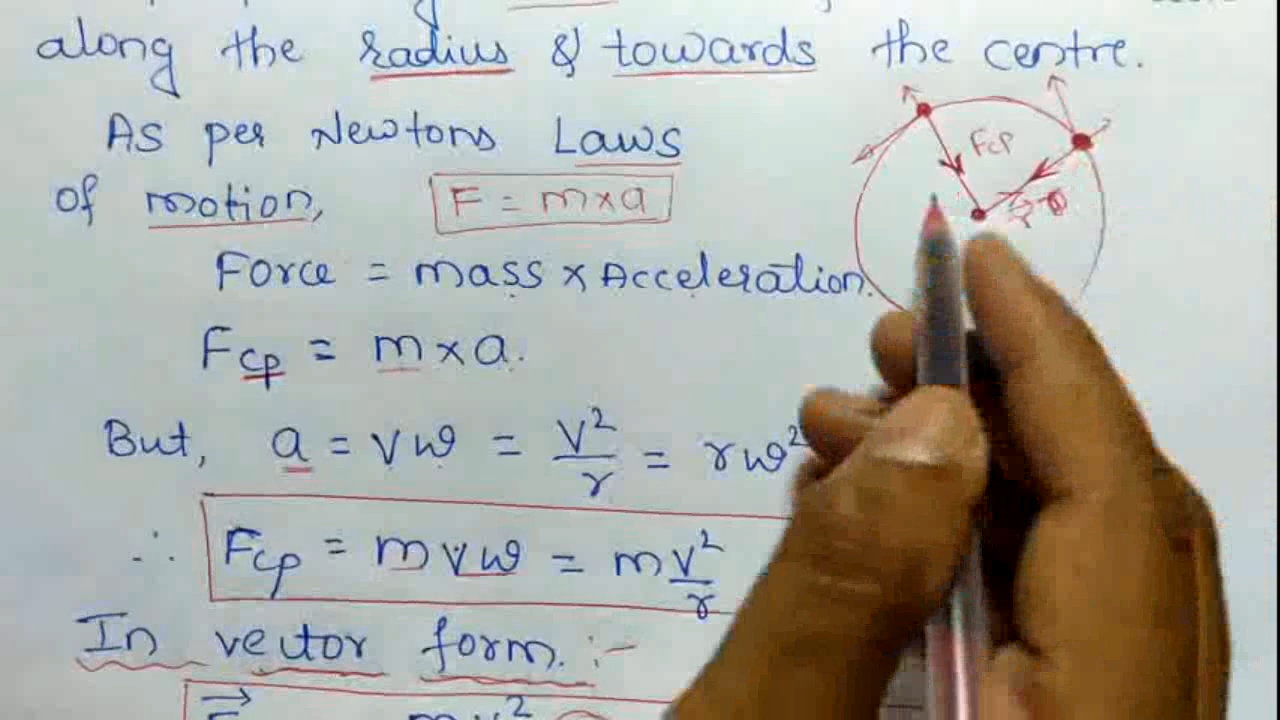 along the radius & towards the centre.
As per Newtons Laws
of motion, F = m×a
Force = mass × Acceleration.
Fcp = m × a.
But, a = vω = v²/r = rω²
∴ Fcp = mvω = mv²/r
In vector form :-
mv²
Fcp